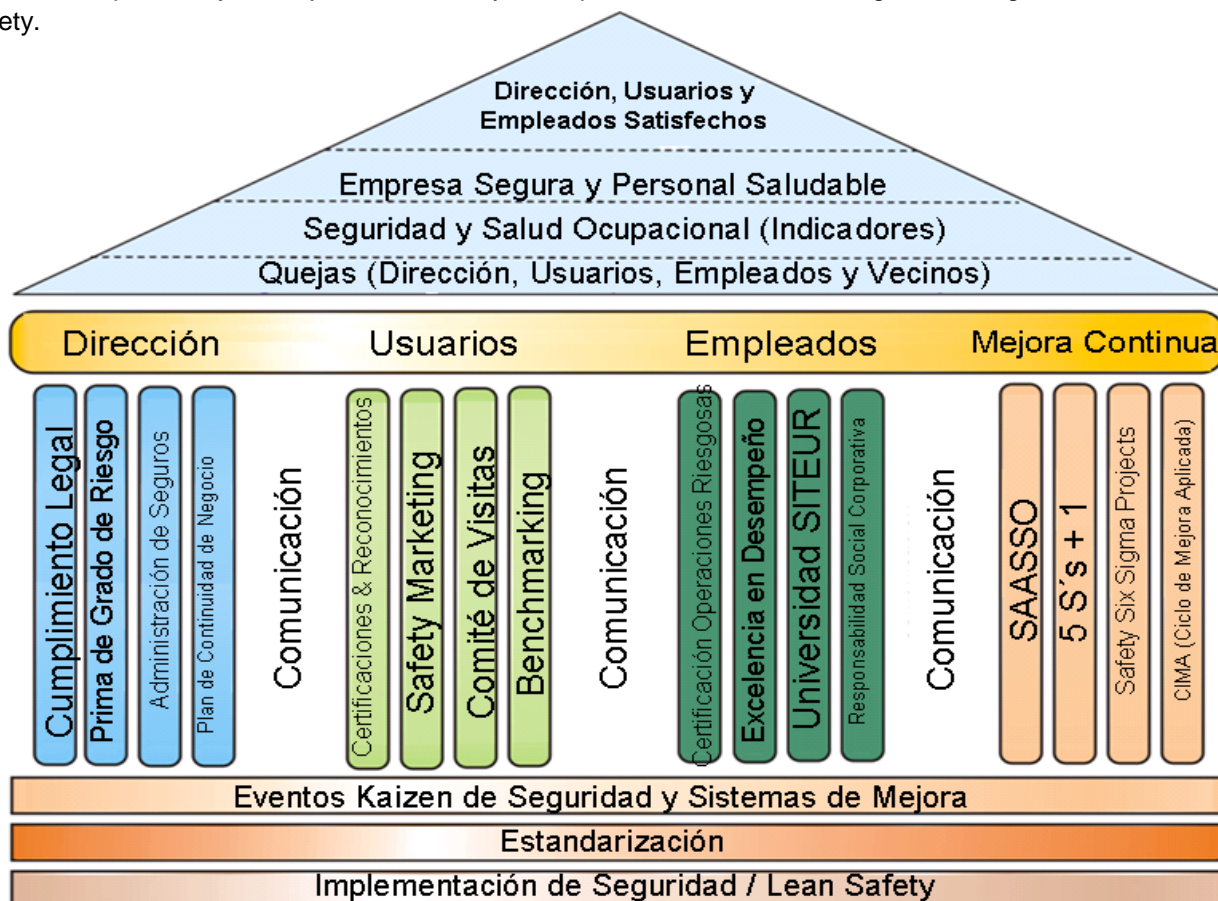 ety.
Dirección, Usuarios y
Empleados Satisfechos
Empresa Segura y Personal Saludable
Seguridad y Salud Ocupacional (Indicadores)
Quejas (Dirección, Usuarios, Empleados y Vecinos)
Dirección
Usuarios
Empleados
Mejora Continua
Cumplimiento Legal
Prima de Grado de Riesgo
Administración de Seguros
Plan de Continuidad de Negocio
Comunicación
Certificaciones & Reconocimientos
Safety Marketing
Comité de Visitas
Benchmarking
Comunicación
Certificación Operaciones Riesgosas
Excelencia en Desempeño
Universidad SITEUR
Responsabilidad Social Corporativa
Comunicación
SAASSO
5 S´s + 1
Safety Six Sigma Projects
CIMA (Ciclo de Mejora Aplicada)
Eventos Kaizen de Seguridad y Sistemas de Mejora
Estandarización
Implementación de Seguridad / Lean Safety